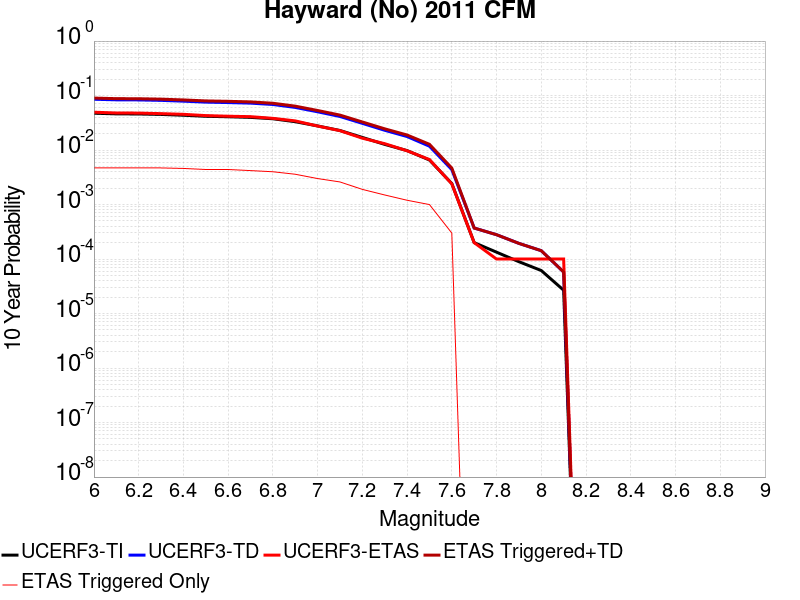 Hayward (No) 2011 CFM
10 Year Probability
10^0
10^-1
10^-2
10^-3
10^-4
10^-5
10^-6
10^-7
10^-8
6 6.2 6.4 6.6 6.8 7 7.2 7.4 7.6 7.8 8 8.2 8.4 8.6 8.8 9
Magnitude
UCERF3-TI UCERF3-TD UCERF3-ETAS ETAS Triggered+TD
ETAS Triggered Only